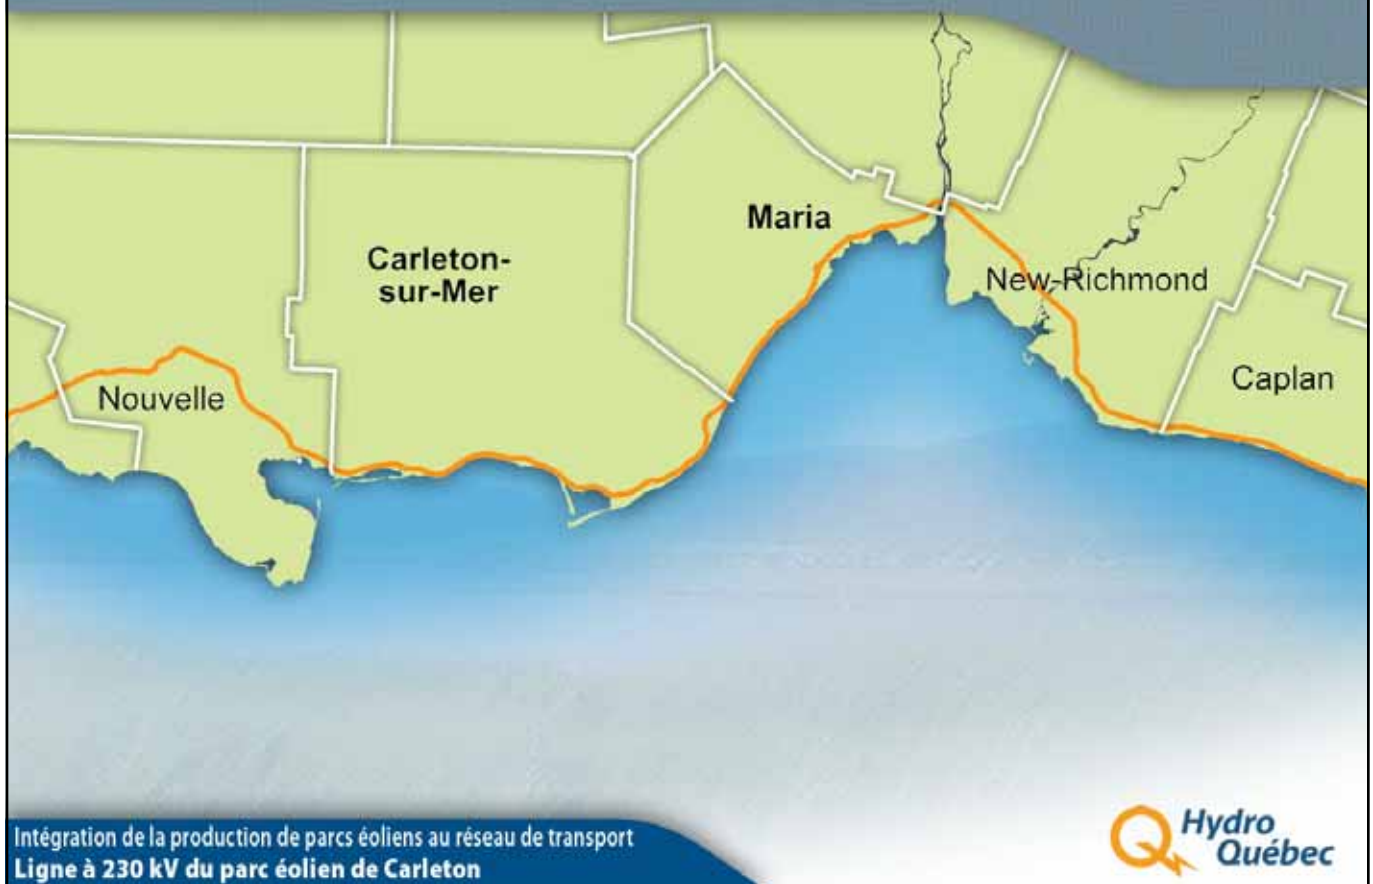 Maria
Carleton-
sur-Mer
New-Richmond
Caplan
Nouvelle
Hydro
Québec
Intégration de la production de parcs éoliens au réseau de transport
Ligne à 230 kV du parc éolien de Carleton